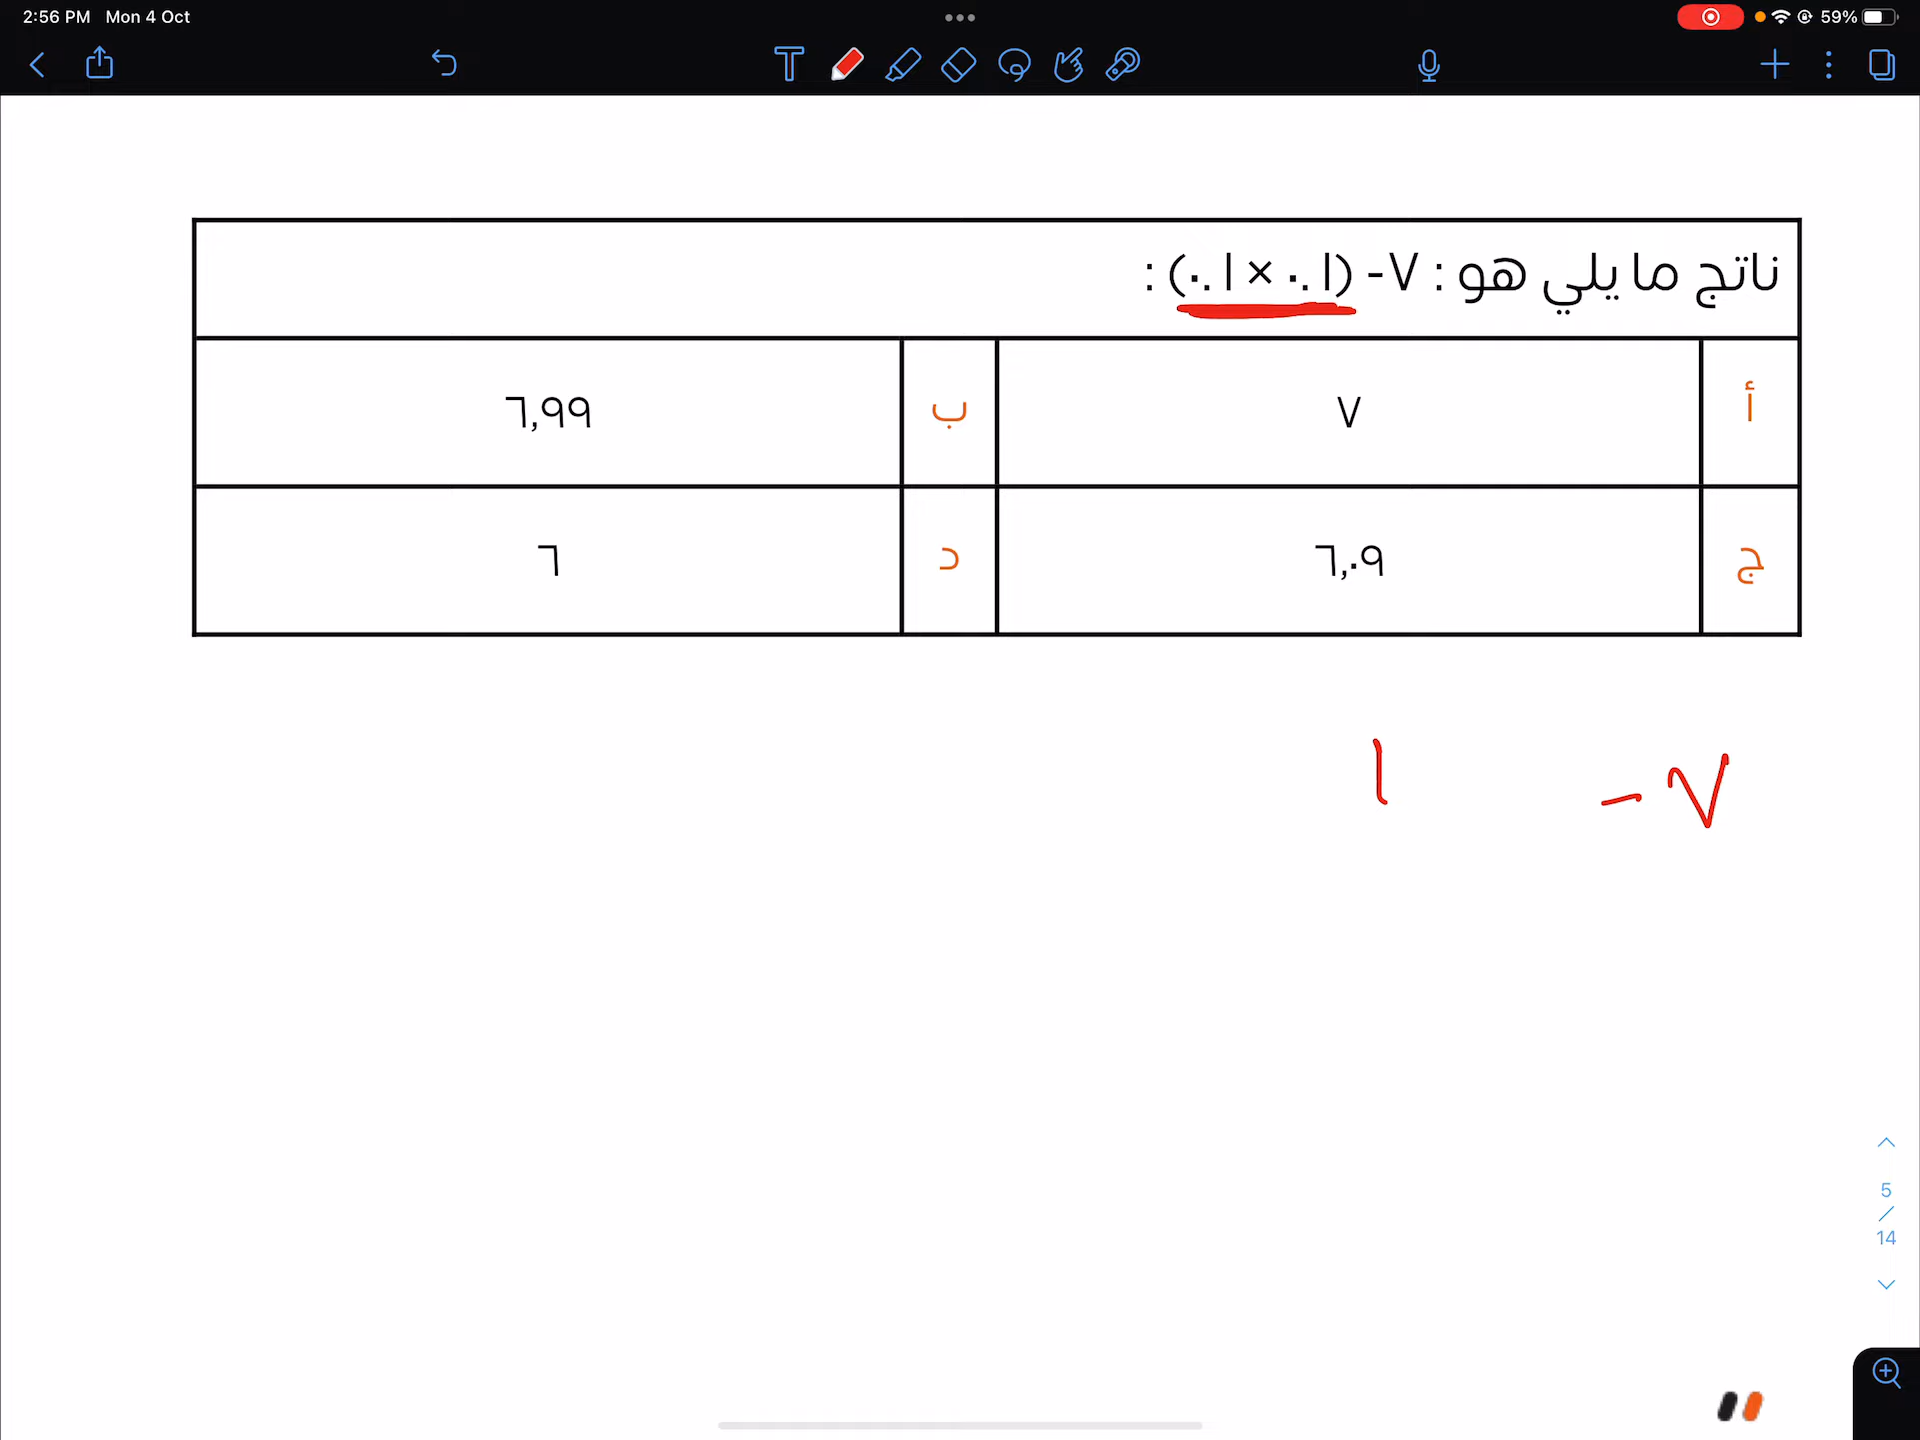 2:56 PM Mon 4 Oct
59%
ناتج ما يلي هو : ٧- (٠.١ × ٠.١) :
أ
٧
ب
٦,٩٩
ج
٦,٠٩
د
٦
٧ - ١
5
/
14